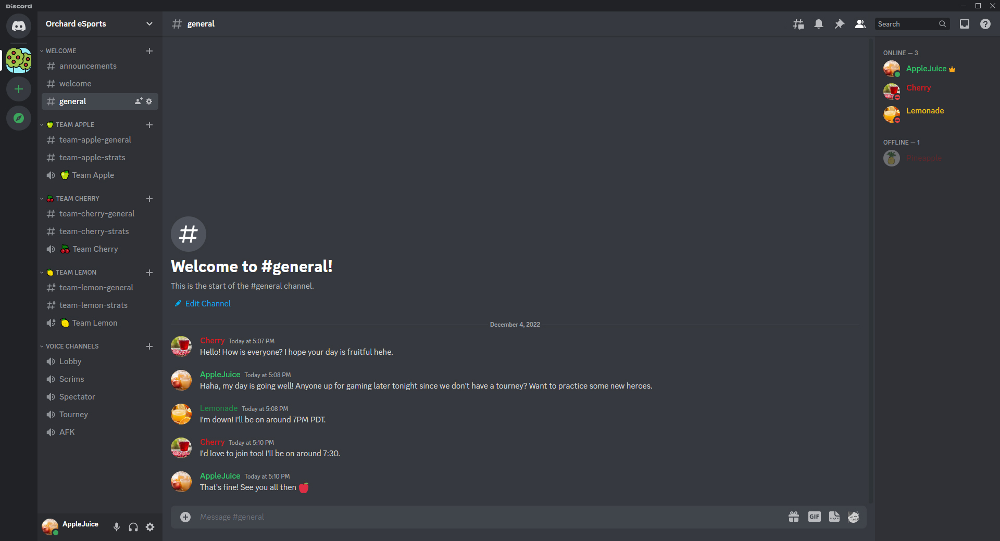 Discord
Orchard eSports
WELCOME
announcements
welcome
general
TEAM APPLE
team-apple-general
team-apple-strats
Team Apple
TEAM CHERRY
team-cherry-general
team-cherry-strats
Team Cherry
TEAM LEMON
team-lemon-general
team-lemon-strats
Team Lemon
VOICE CHANNELS
Lobby
Scrims
Spectator
Tourney
AFK
AppleJuice
# general
Search
# 
Welcome to #general!
This is the start of the #general channel.
Edit Channel
December 4, 2022
Cherry Today at 5:07 PM
Hello! How is everyone? I hope your day is fruitful hehe.
AppleJuice Today at 5:08 PM
Haha, my day is going well! Anyone up for gaming later tonight since we don't have a tourney? Want to practice some new heroes.
Lemonade Today at 5:08 PM
I'm down! I'll be on around 7PM PDT.
Cherry Today at 5:10 PM
I'd love to join too! I'll be on around 7:30.
AppleJuice Today at 5:10 PM
That's fine! See you all then 🍎
Message #general
GIF
ONLINE — 3
AppleJuice
Cherry
Lemonade
OFFLINE — 1
Pineapple